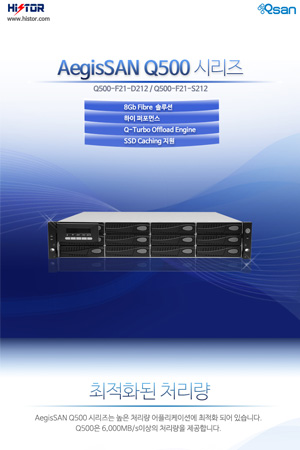 HiSTOR
Qsan
www.histor.com
AegisSAN Q500 시리즈
Q500-F21-D212 / Q500-F21-S212
8Gb Fibre 솔루션
하이 퍼포먼스
Q-Turbo Offload Engine
SSD Caching 지원
최적화된 처리량
AegisSAN Q500 시리즈는 높은 처리량 어플리케이션에 최적화 되어 있습니다.
Q500은 6,000MB/s이상의 처리량을 제공합니다.